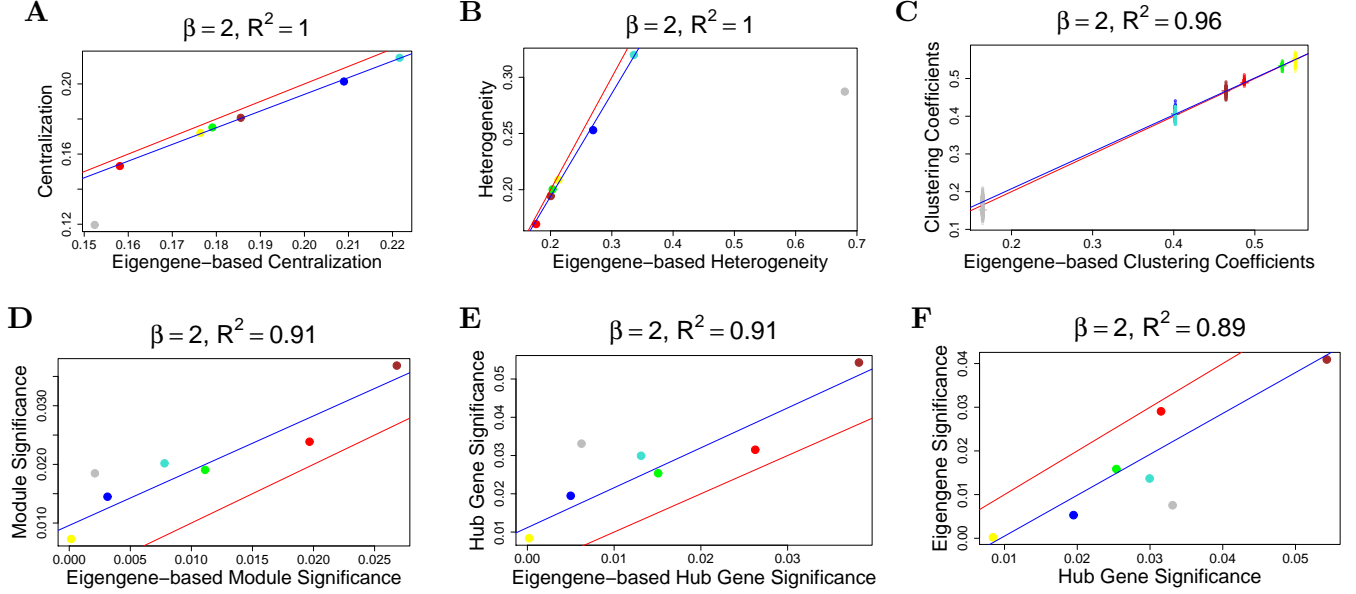 A
β = 2, R² = 1
Centralization
0.12 0.16 0.20
0.15 0.16 0.17 0.18 0.19 0.20 0.21 0.22
Eigengene−based Centralization
B
β = 2, R² = 1
Heterogeneity
0.20 0.25 0.30
0.2 0.3 0.4 0.5 0.6 0.7
Eigengene−based Heterogeneity
C
β = 2, R² = 0.96
Clustering Coefficients
0.1 0.2 0.3 0.4 0.5
0.2 0.3 0.4 0.5
Eigengene−based Clustering Coefficients
D
β = 2, R² = 0.91
Module Significance
0.010 0.020 0.030
0.000 0.005 0.010 0.015 0.020 0.025
Eigengene−based Module Significance
E
β = 2, R² = 0.91
Hub Gene Significance
0.01 0.02 0.03 0.04 0.05
0.00 0.01 0.03
Eigengene−based Hub Gene Significance
F
β = 2, R² = 0.89
Eigengene Significance
0.00 0.01 0.02 0.03 0.04
0.01 0.02 0.03 0.04 0.05
Hub Gene Significance